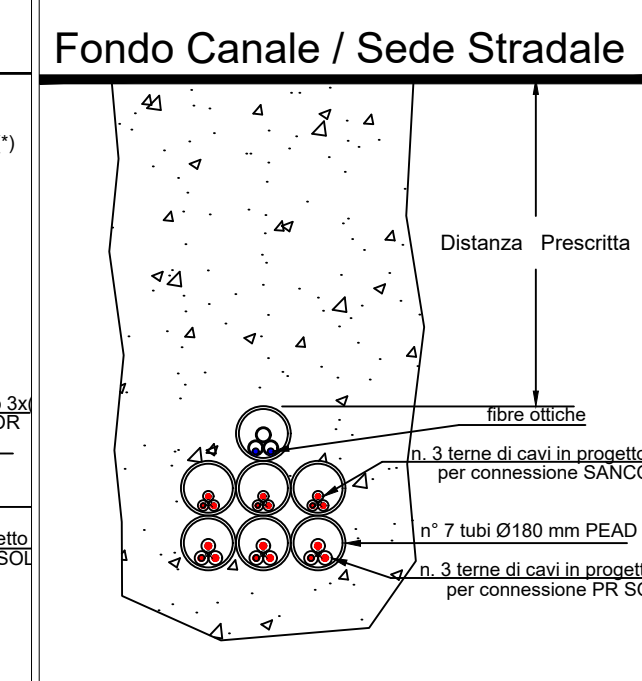 Fondo Canale / Sede Stradale
*)
Distanza Prescritta
3x(
OR
fibre ottiche
n. 3 terne di cavi in progetto
per connessione SANCO
n° 7 tubi Ø180 mm PEAD
etto
SOL
n. 3 terne di cavi in progett
per connessione PR SO